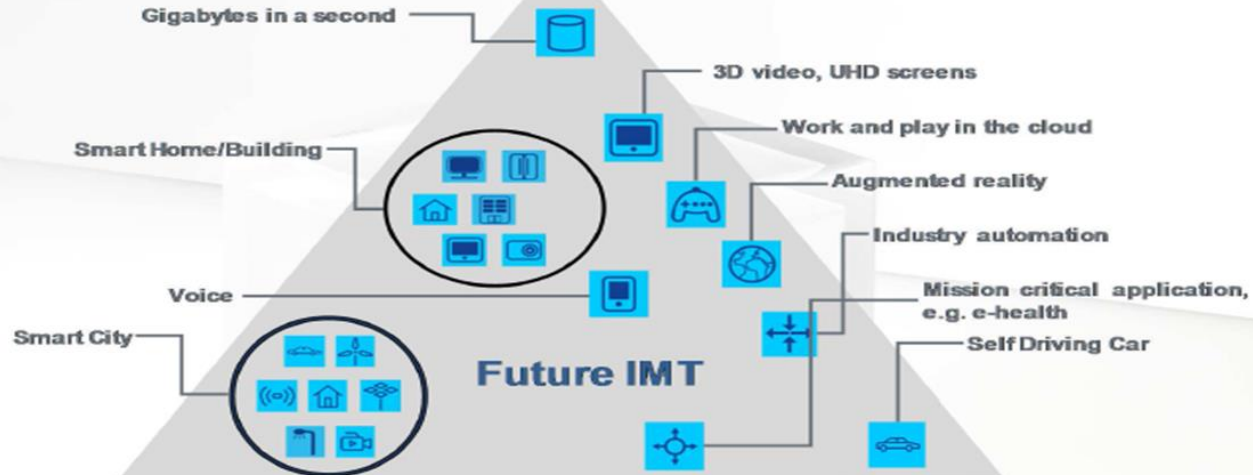 Gigabytes in a second
3D video, UHD screens
Work and play in the cloud
Smart Home/Building
Augmented reality
Industry automation
Voice
Mission critical application,
e.g. e-health
Smart City
Self Driving Car
Future IMT